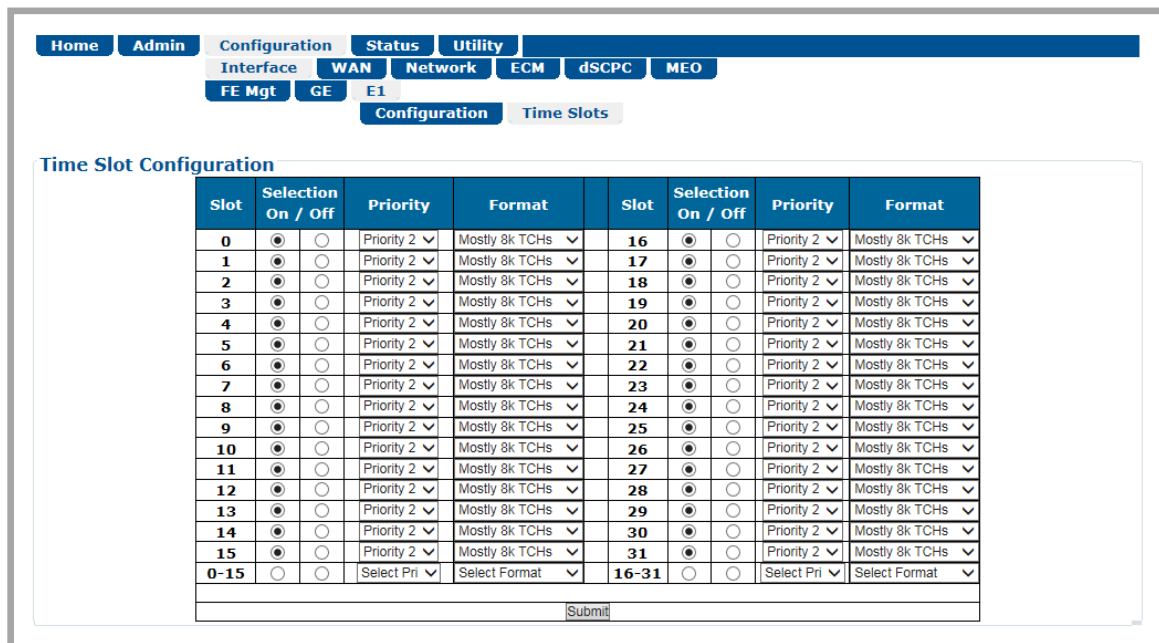 Home Admin Configuration Status Utility
Interface WAN Network ECM dSCPC MEO
FE Mgt GE E1
Configuration Time Slots
Time Slot Configuration
Slot Selection On / Off Priority Format Slot Selection On / Off Priority Format
0 Priority 2 Mostly 8k TCHs 16 Priority 2 Mostly 8k TCHs
1 Priority 2 Mostly 8k TCHs 17 Priority 2 Mostly 8k TCHs
2 Priority 2 Mostly 8k TCHs 18 Priority 2 Mostly 8k TCHs
3 Priority 2 Mostly 8k TCHs 19 Priority 2 Mostly 8k TCHs
4 Priority 2 Mostly 8k TCHs 20 Priority 2 Mostly 8k TCHs
5 Priority 2 Mostly 8k TCHs 21 Priority 2 Mostly 8k TCHs
6 Priority 2 Mostly 8k TCHs 22 Priority 2 Mostly 8k TCHs
7 Priority 2 Mostly 8k TCHs 23 Priority 2 Mostly 8k TCHs
8 Priority 2 Mostly 8k TCHs 24 Priority 2 Mostly 8k TCHs
9 Priority 2 Mostly 8k TCHs 25 Priority 2 Mostly 8k TCHs
10 Priority 2 Mostly 8k TCHs 26 Priority 2 Mostly 8k TCHs
11 Priority 2 Mostly 8k TCHs 27 Priority 2 Mostly 8k TCHs
12 Priority 2 Mostly 8k TCHs 28 Priority 2 Mostly 8k TCHs
13 Priority 2 Mostly 8k TCHs 29 Priority 2 Mostly 8k TCHs
14 Priority 2 Mostly 8k TCHs 30 Priority 2 Mostly 8k TCHs
15 Priority 2 Mostly 8k TCHs 31 Priority 2 Mostly 8k TCHs
0-15 Select Pri Select Format 16-31 Select Pri Select Format
Submit